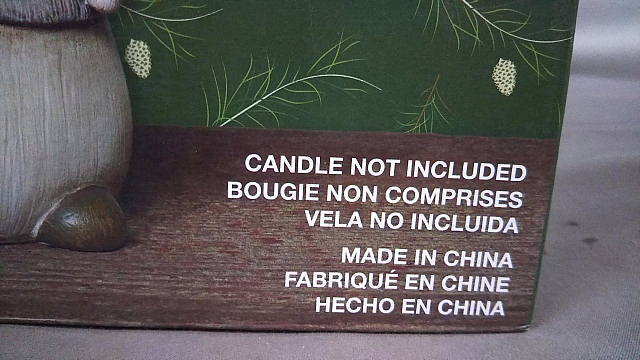 CANDLE NOT INCLUDED
BOUGIE NON COMPRISES
VELA NO INCLUIDA
MADE IN CHINA
FABRIQUÉ EN CHINE
HECHO EN CHINA